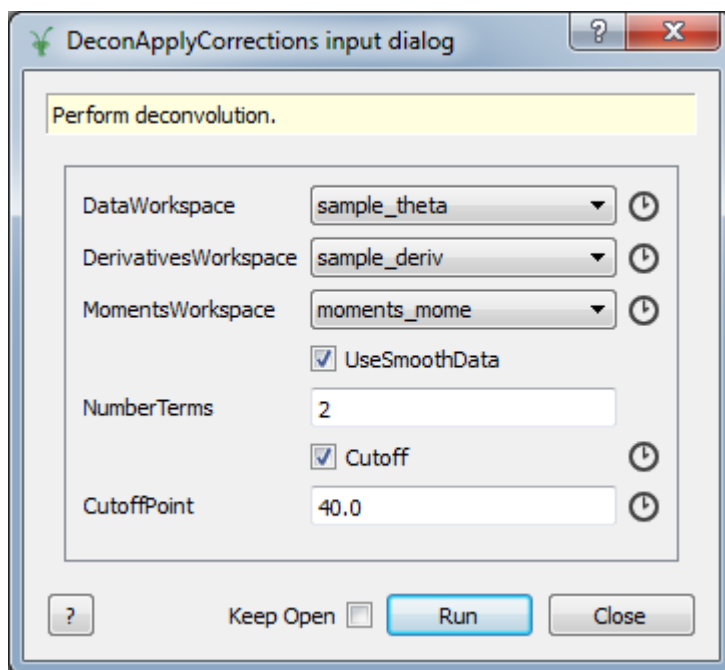 DeconApplyCorrections input dialog
?
X
Perform deconvolution.
DataWorkspace sample_theta
DerivativesWorkspace sample_deriv
MomentsWorkspace moments_mome
UseSmoothData
NumberTerms 2
Cutoff
CutoffPoint 40.0
? Keep Open Run Close